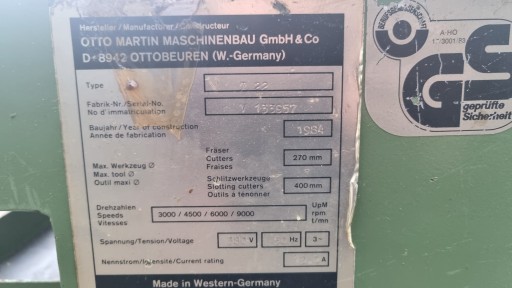 Hersteller/Manufacturer/Constructeur
OTTO MARTIN MASCHINENBAU GmbH & Co
D-8942 OTTOBEUREN (W.-Germany)
Type
Fabrik-Nr./Serial-No.
No d'immatriculation
Baujahr/Year of construction
Année de fabrication
1984
Max. Werkzeug Ø
Max. tool Ø
Outil maxi Ø
Fräser
Cutters
Fraises
270 mm
Schlitzwerkzeuge
Slotting cutters
Outils à tenonner
400 mm
Drehzahlen
Speeds
Vitesses
3000 / 4500 / 6000 / 9000
UpM
rpm
t/mn
Spannung/Tension/Voltage
V
Hz
3~
Nennstrom/Intensité/Current rating
A
Made in Western-Germany
GS
geprüfte
Sicherheit